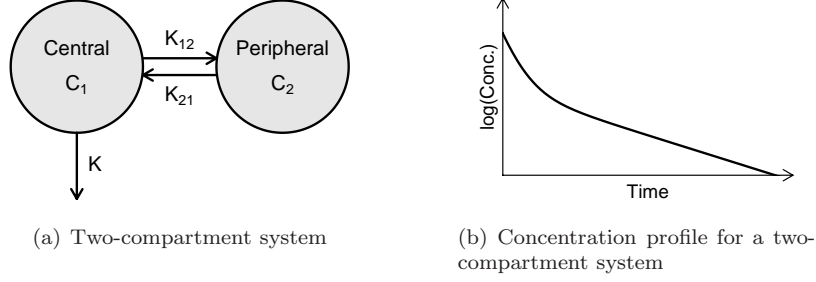 Central
C₁
K₁₂
K₂₁
Peripheral
C₂
K
log(Conc.)
Time
(a) Two-compartment system
(b) Concentration profile for a two-
compartment system